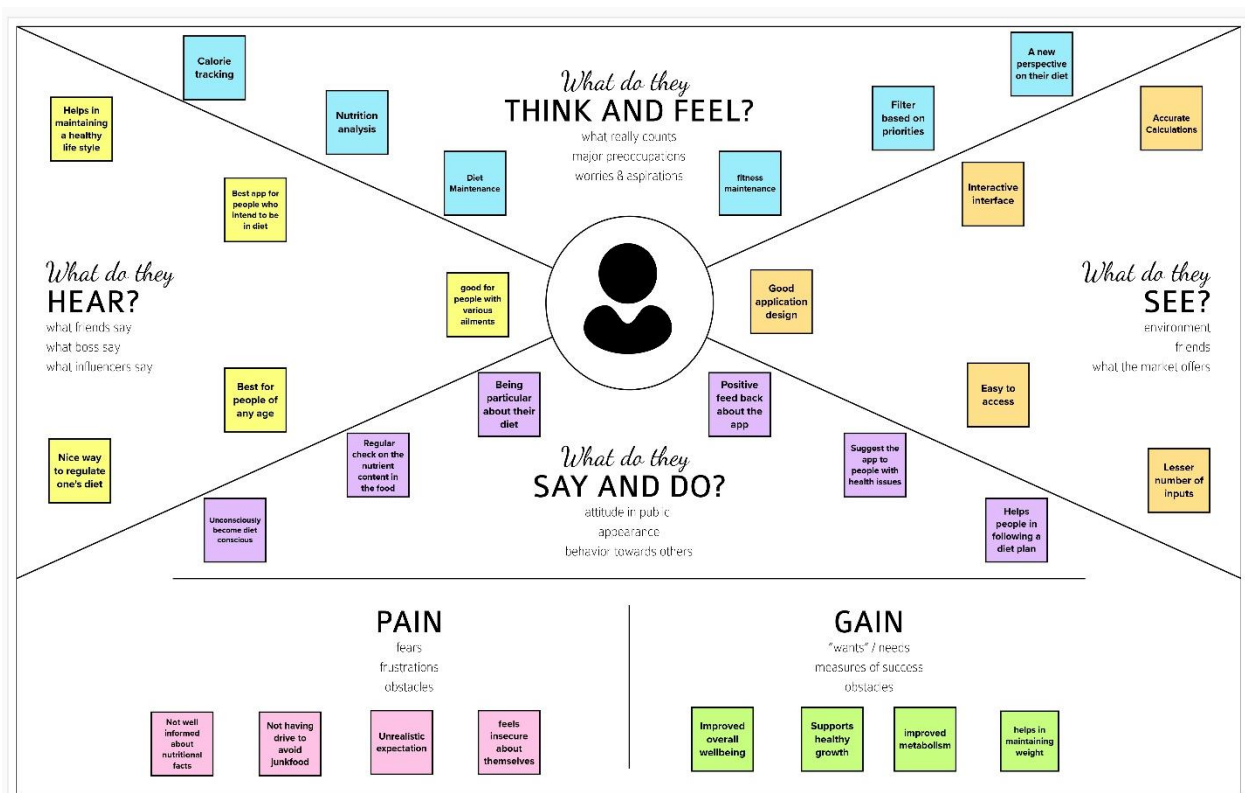 What do they
THINK AND FEEL?
what really counts
major preoccupations
worries & aspirations
Calorie
tracking
Nutrition
analysis
Diet
Maintenance
fitness
maintenance
Filter
based on
priorities
A new
perspective
on their diet
What do they
HEAR?
what friends say
what boss say
what influencers say
Helps in
maintaining
a healthy
life style
Best app for
people who
intend to be
in diet
good for
people with
various
ailments
Best for
people of
any age
Nice way
to regulate
one's diet
What do they
SEE?
environment
friends
what the market offers
Accurate
Calculations
Interactive
interface
Good
application
design
Easy to
access
Lesser
number of
inputs
What do they
SAY AND DO?
attitude in public
appearance
behavior towards others
Being
particular
about their
diet
Regular
check on the
nutrient
content in
the food
Unconsciously
become diet
conscious
Positive
feed back
about the
app
Suggest the
app to
people with
health issues
Helps
people in
following a
diet plan
PAIN
fears
frustrations
obstacles
Not well
informed
about
nutritional
facts
Not having
drive to
avoid
junkfood
Unrealistic
expectation
feels
insecure
about
themselves
GAIN
"wants" / needs
measures of success
obstacles
Improved
overall
wellbeing
Supports
healthy
growth
improved
metabolism
helps in
maintaining
weight